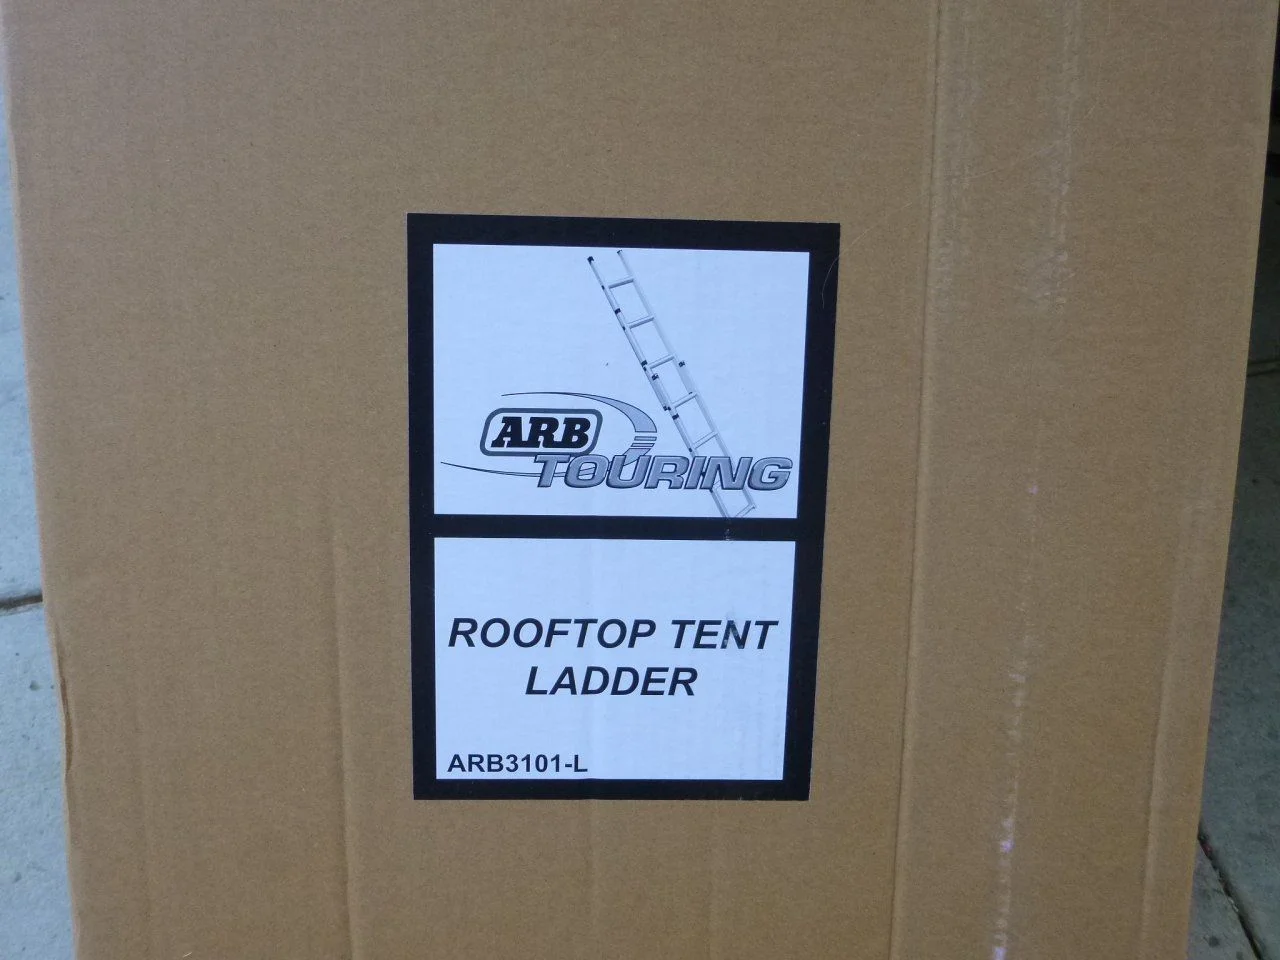 ARB
TOURING
ROOFTOP TENT
LADDER
ARB3101-L